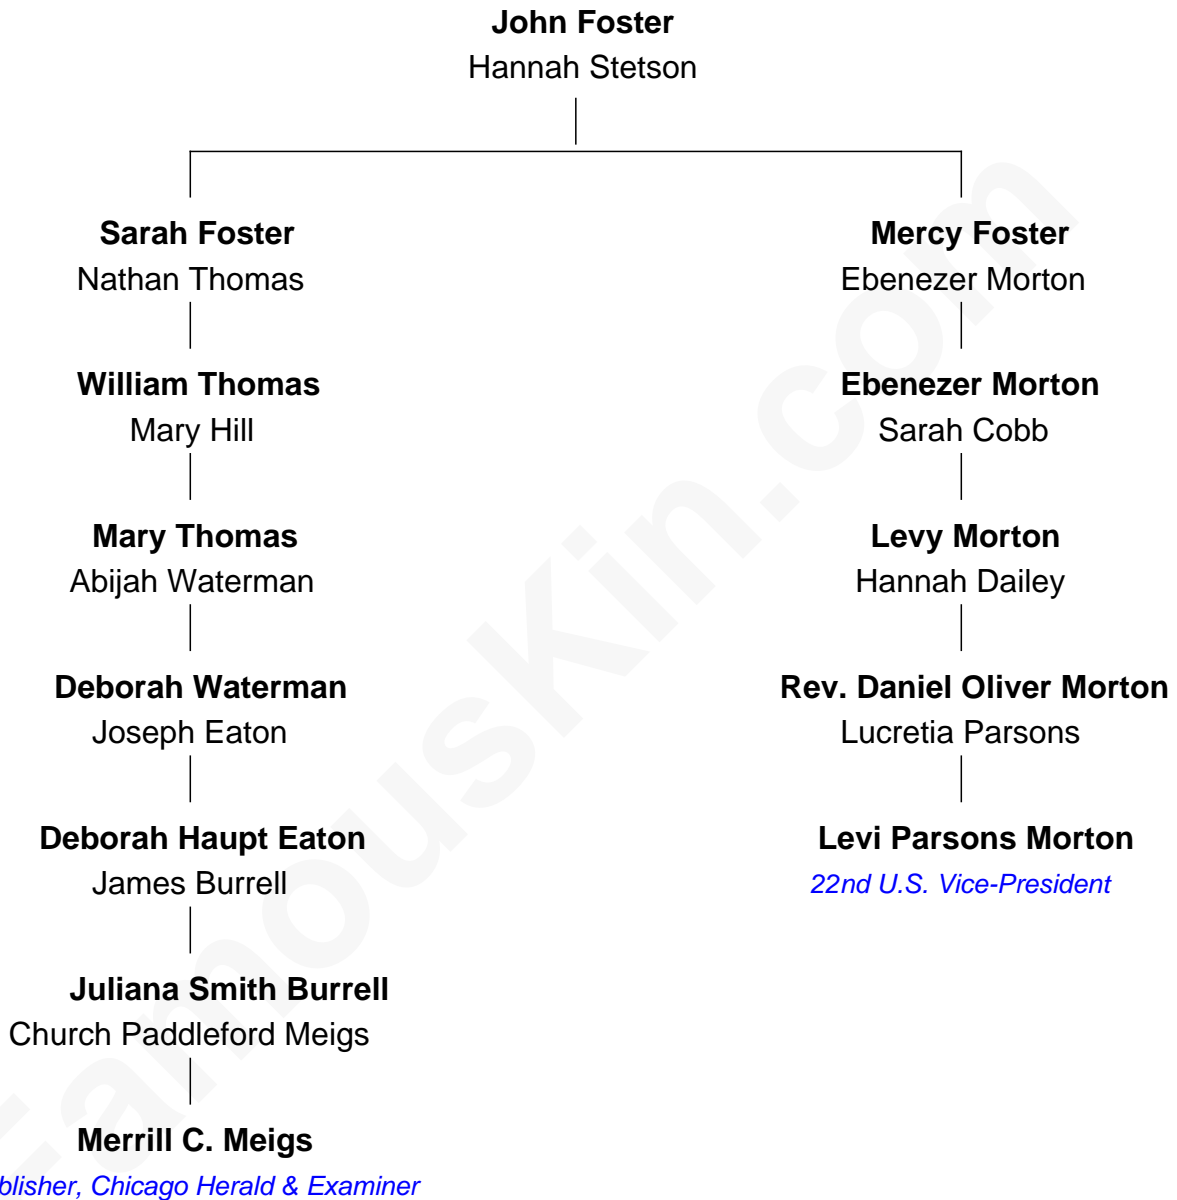 John Foster
Hannah Stetson
Sarah Foster
Nathan Thomas
Mercy Foster
Ebenezer Morton
William Thomas
Mary Hill
Ebenezer Morton
Sarah Cobb
Mary Thomas
Abijah Waterman
Levy Morton
Hannah Dailey
Deborah Waterman
Joseph Eaton
Rev. Daniel Oliver Morton
Lucretia Parsons
Deborah Haupt Eaton
James Burrell
Levi Parsons Morton
22nd U.S. Vice-President
Juliana Smith Burrell
Church Paddleford Meigs
Merrill C. Meigs
blisher, Chicago Herald & Examiner
FamousKin.com